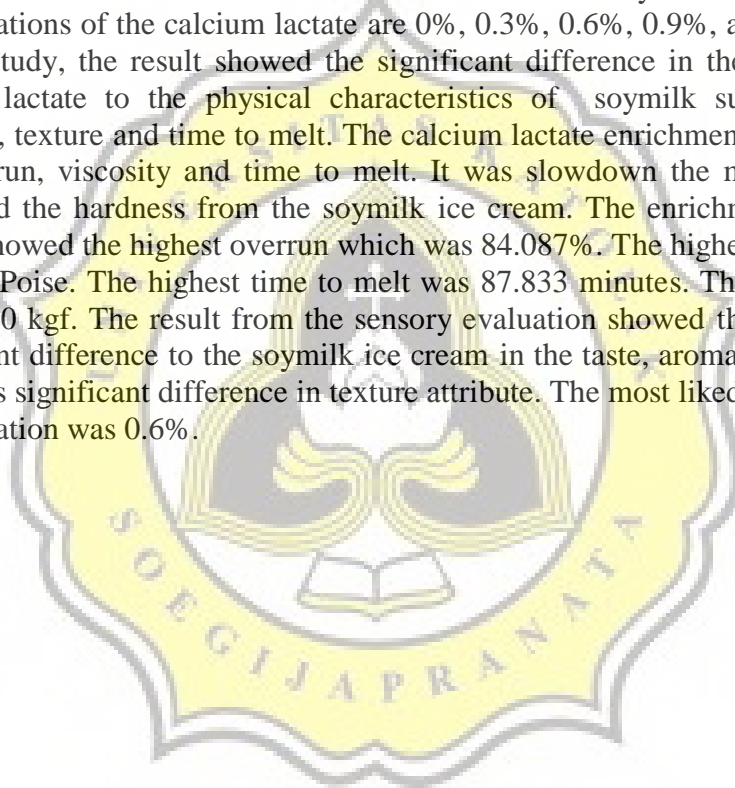 ations of the calcium lactate are 0%, 0.3%, 0.6%, 0.9%, a
tudy, the result showed the significant difference in the
lactate to the physical characteristics of soymilk su
, texture and time to melt. The calcium lactate enrichmen
run, viscosity and time to melt. It was slowdown the m
d the hardness from the soymilk ice cream. The enrichr
howed the highest overrun which was 84.087%. The highe
Poise. The highest time to melt was 87.833 minutes. Th
0 kgf. The result from the sensory evaluation showed th
nt difference to the soymilk ice cream in the taste, aroma
s significant difference in texture attribute. The most liked
ation was 0.6%.
SOEGIJAPRANATA